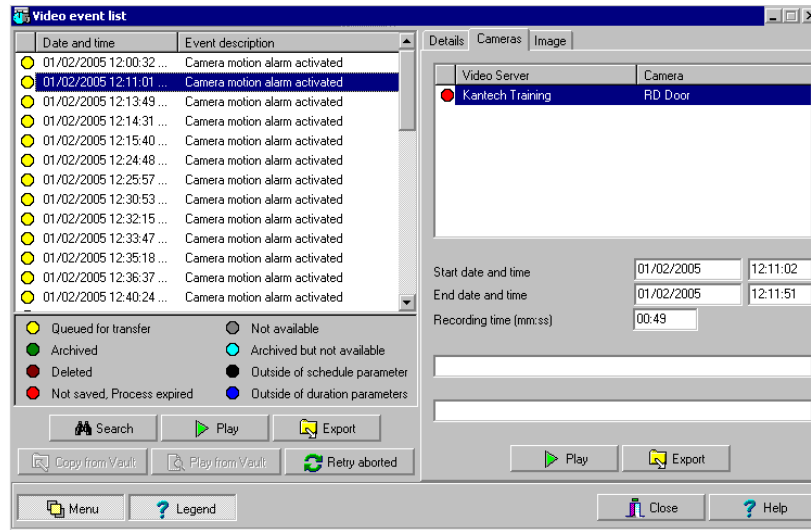 Video event list
Date and time Event description
01/02/2005 12:00:32 ... Camera motion alarm activated
01/02/2005 12:11:01 ... Camera motion alarm activated
01/02/2005 12:13:49 ... Camera motion alarm activated
01/02/2005 12:14:31 ... Camera motion alarm activated
01/02/2005 12:15:40 ... Camera motion alarm activated
01/02/2005 12:24:48 ... Camera motion alarm activated
01/02/2005 12:25:57 ... Camera motion alarm activated
01/02/2005 12:30:53 ... Camera motion alarm activated
01/02/2005 12:32:15 ... Camera motion alarm activated
01/02/2005 12:33:47 ... Camera motion alarm activated
01/02/2005 12:35:18 ... Camera motion alarm activated
01/02/2005 12:36:37 ... Camera motion alarm activated
01/02/2005 12:40:24 ... Camera motion alarm activated
Queued for transfer Not available
Archived Archived but not available
Deleted Outside of schedule parameter
Not saved, Process expired Outside of duration parameters
Search Play Export
Copy from Vault Play from Vault Retry aborted
Details Cameras Image
Video Server Camera
Kantech Training RD Door
Start date and time 01/02/2005 12:11:02
End date and time 01/02/2005 12:11:51
Recording time (mm:ss) 00:49
Play Export
Menu Legend Close Help